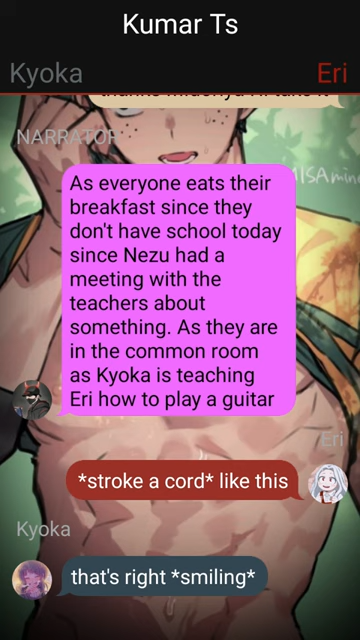 Kumar Ts
Kyoka
Eri
NARRATOR
As everyone eats their
breakfast since they
don't have school today
since Nezu had a
meeting with the
teachers about
something. As they are
in the common room
as Kyoka is teaching
Eri how to play a guitar
Eri
*stroke a cord* like this
Kyoka
that's right *smiling*